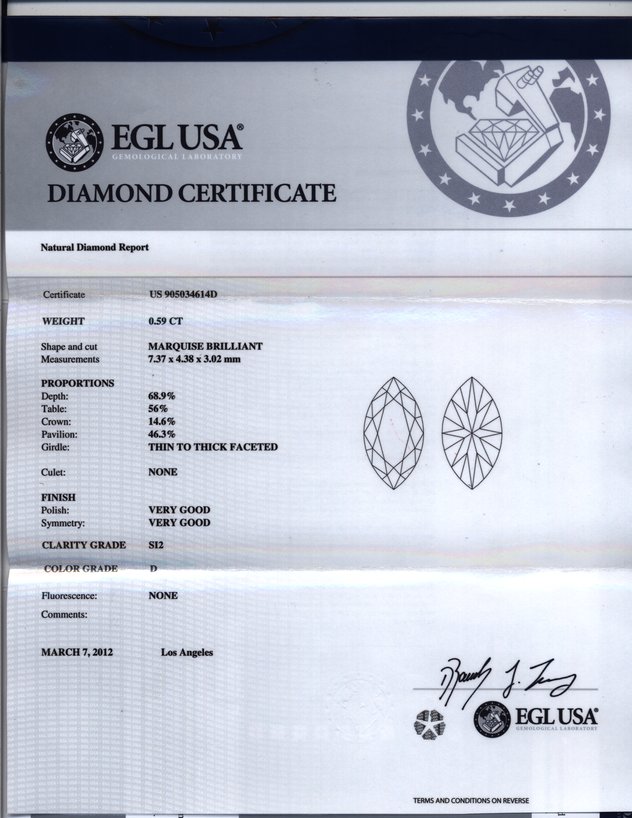 EGL USA®
GEMOLOGICAL LABORATORY
DIAMOND CERTIFICATE
Natural Diamond Report
Certificate US 905034614D
WEIGHT 0.59 CT
Shape and cut MARQUISE BRILLIANT
Measurements 7.37 x 4.38 x 3.02 mm
PROPORTIONS
Depth: 68.9%
Table: 56%
Crown: 14.6%
Pavilion: 46.3%
Girdle: THIN TO THICK FACETED
Culet: NONE
FINISH
Polish: VERY GOOD
Symmetry: VERY GOOD
CLARITY GRADE SI2
COLOR GRADE D
Fluorescence: NONE
Comments:
MARCH 7, 2012 Los Angeles
EGL USA®
GEMOLOGICAL LABORATORY
TERMS AND CONDITIONS ON REVERSE